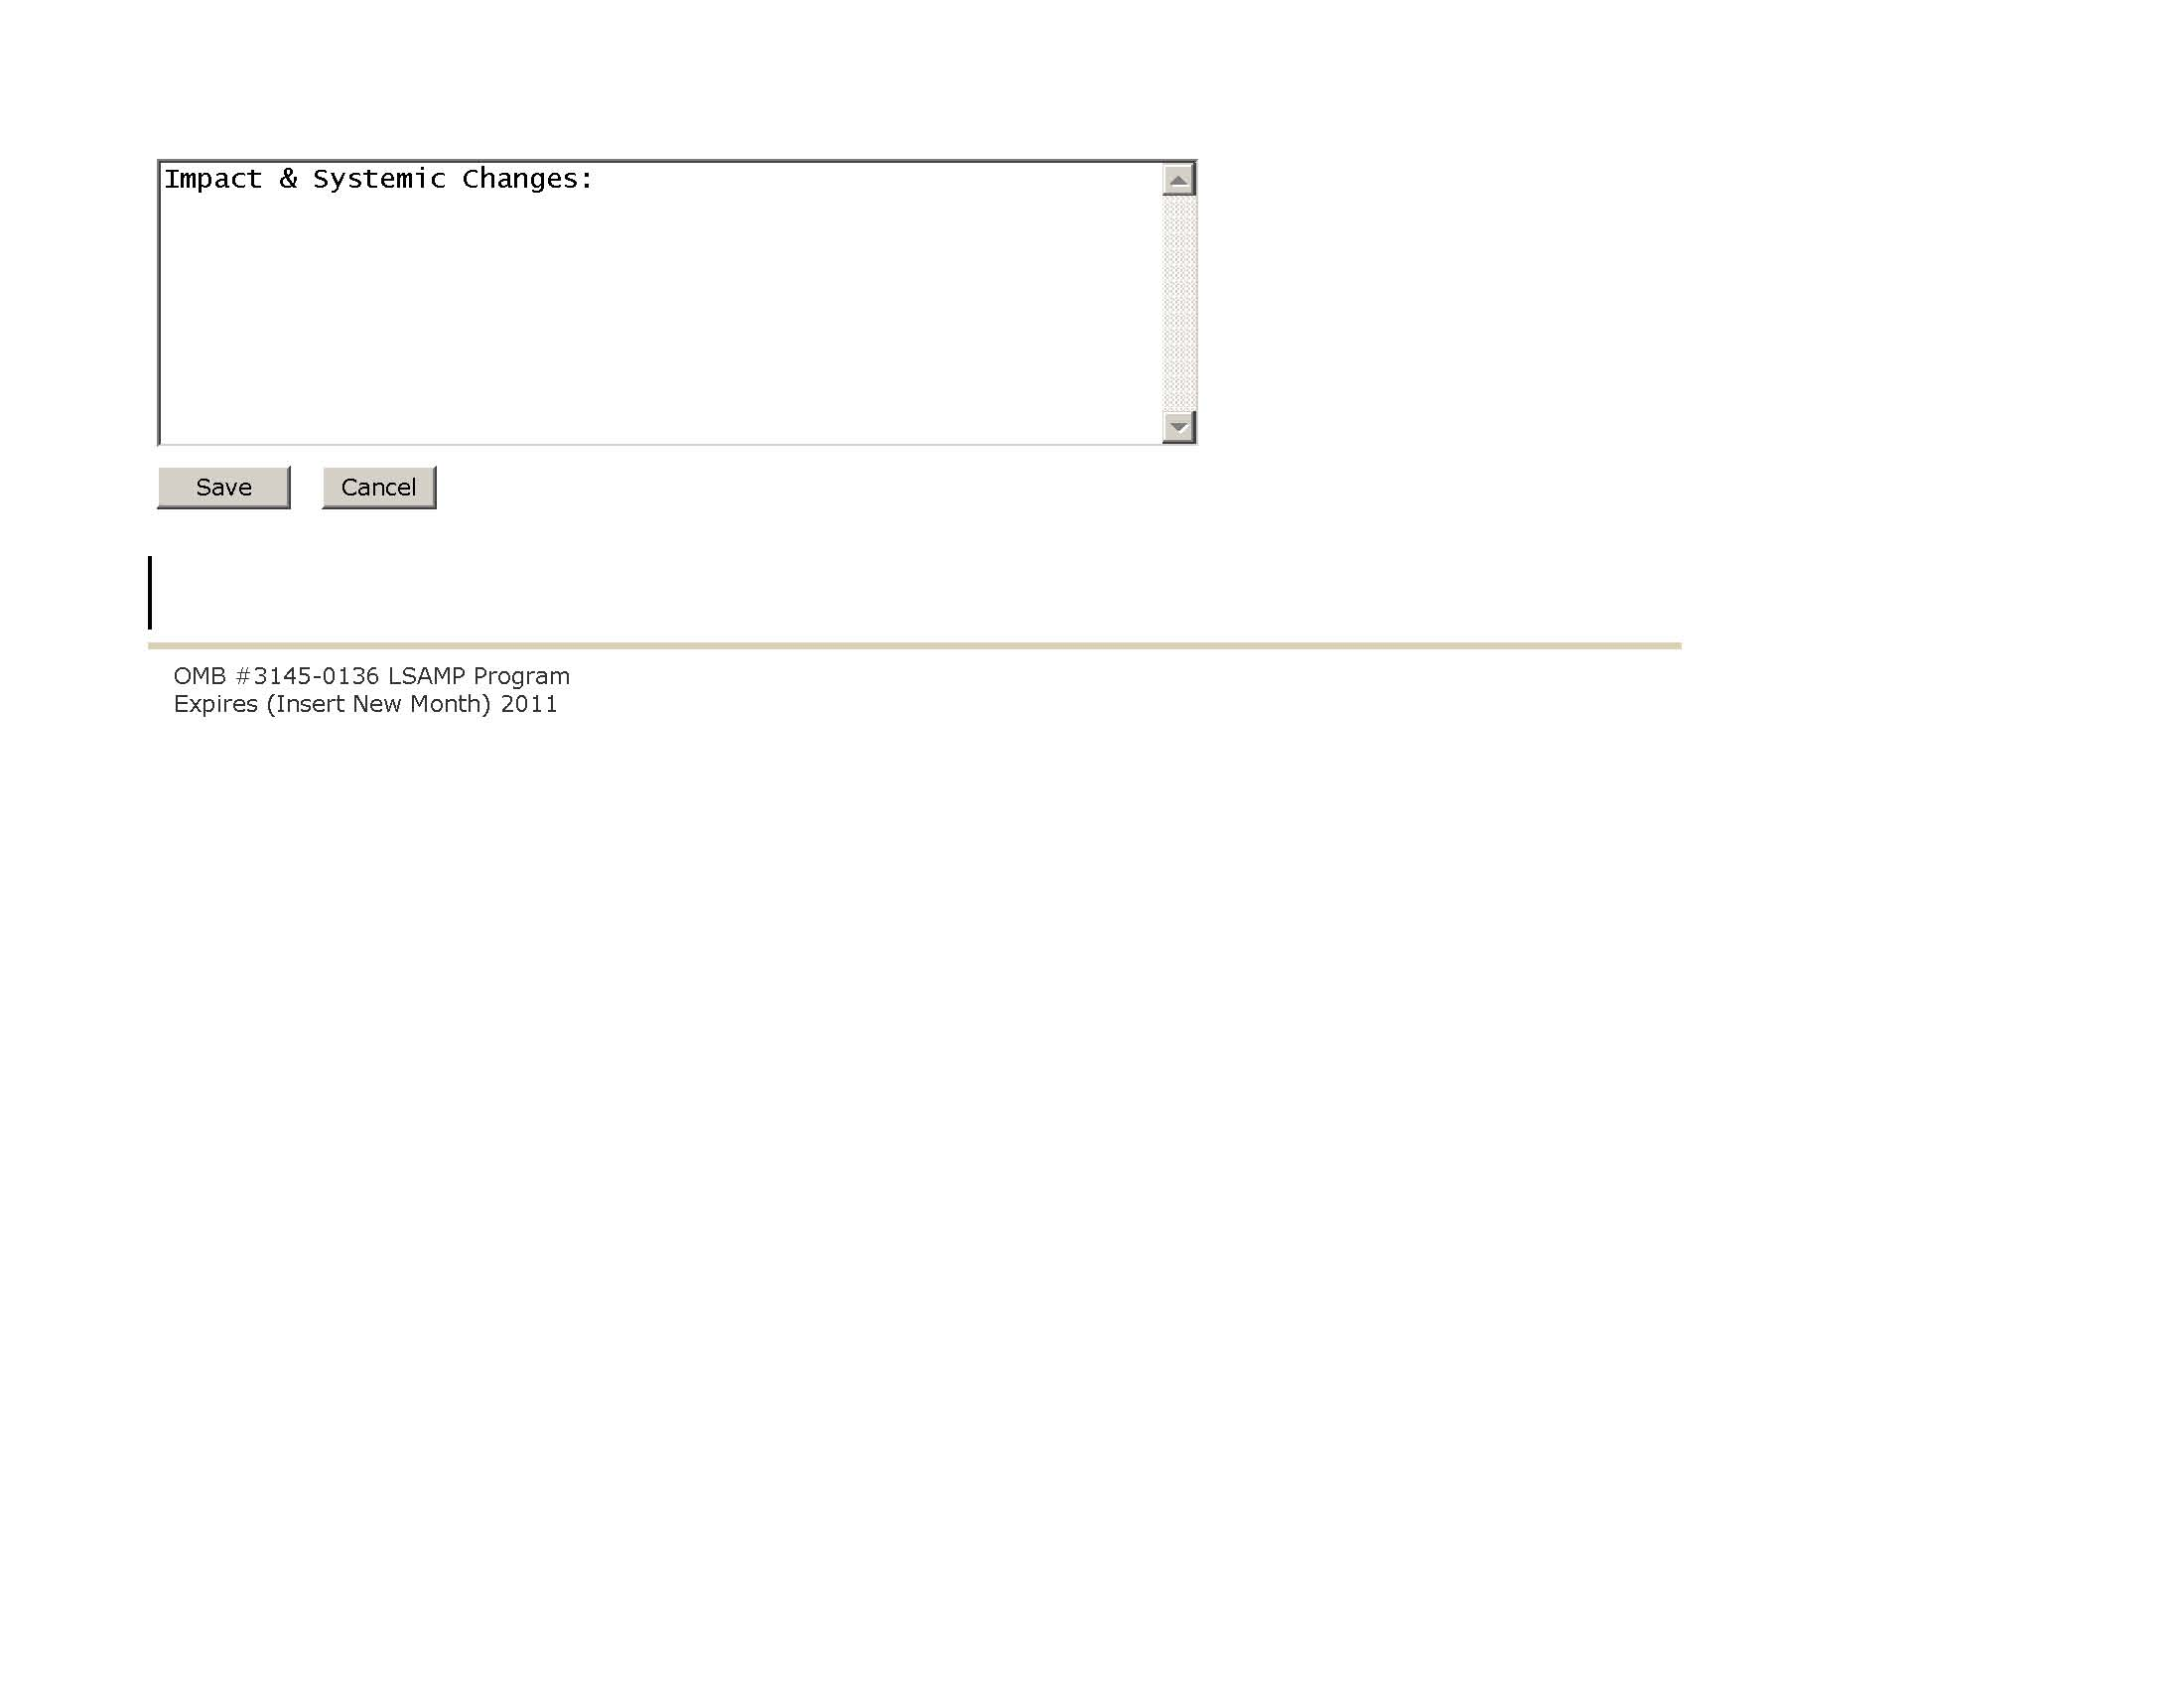 Impact & Systemic Changes:
Save Cancel
OMB #3145-0136 LSAMP Program
Expires (Insert New Month) 2011